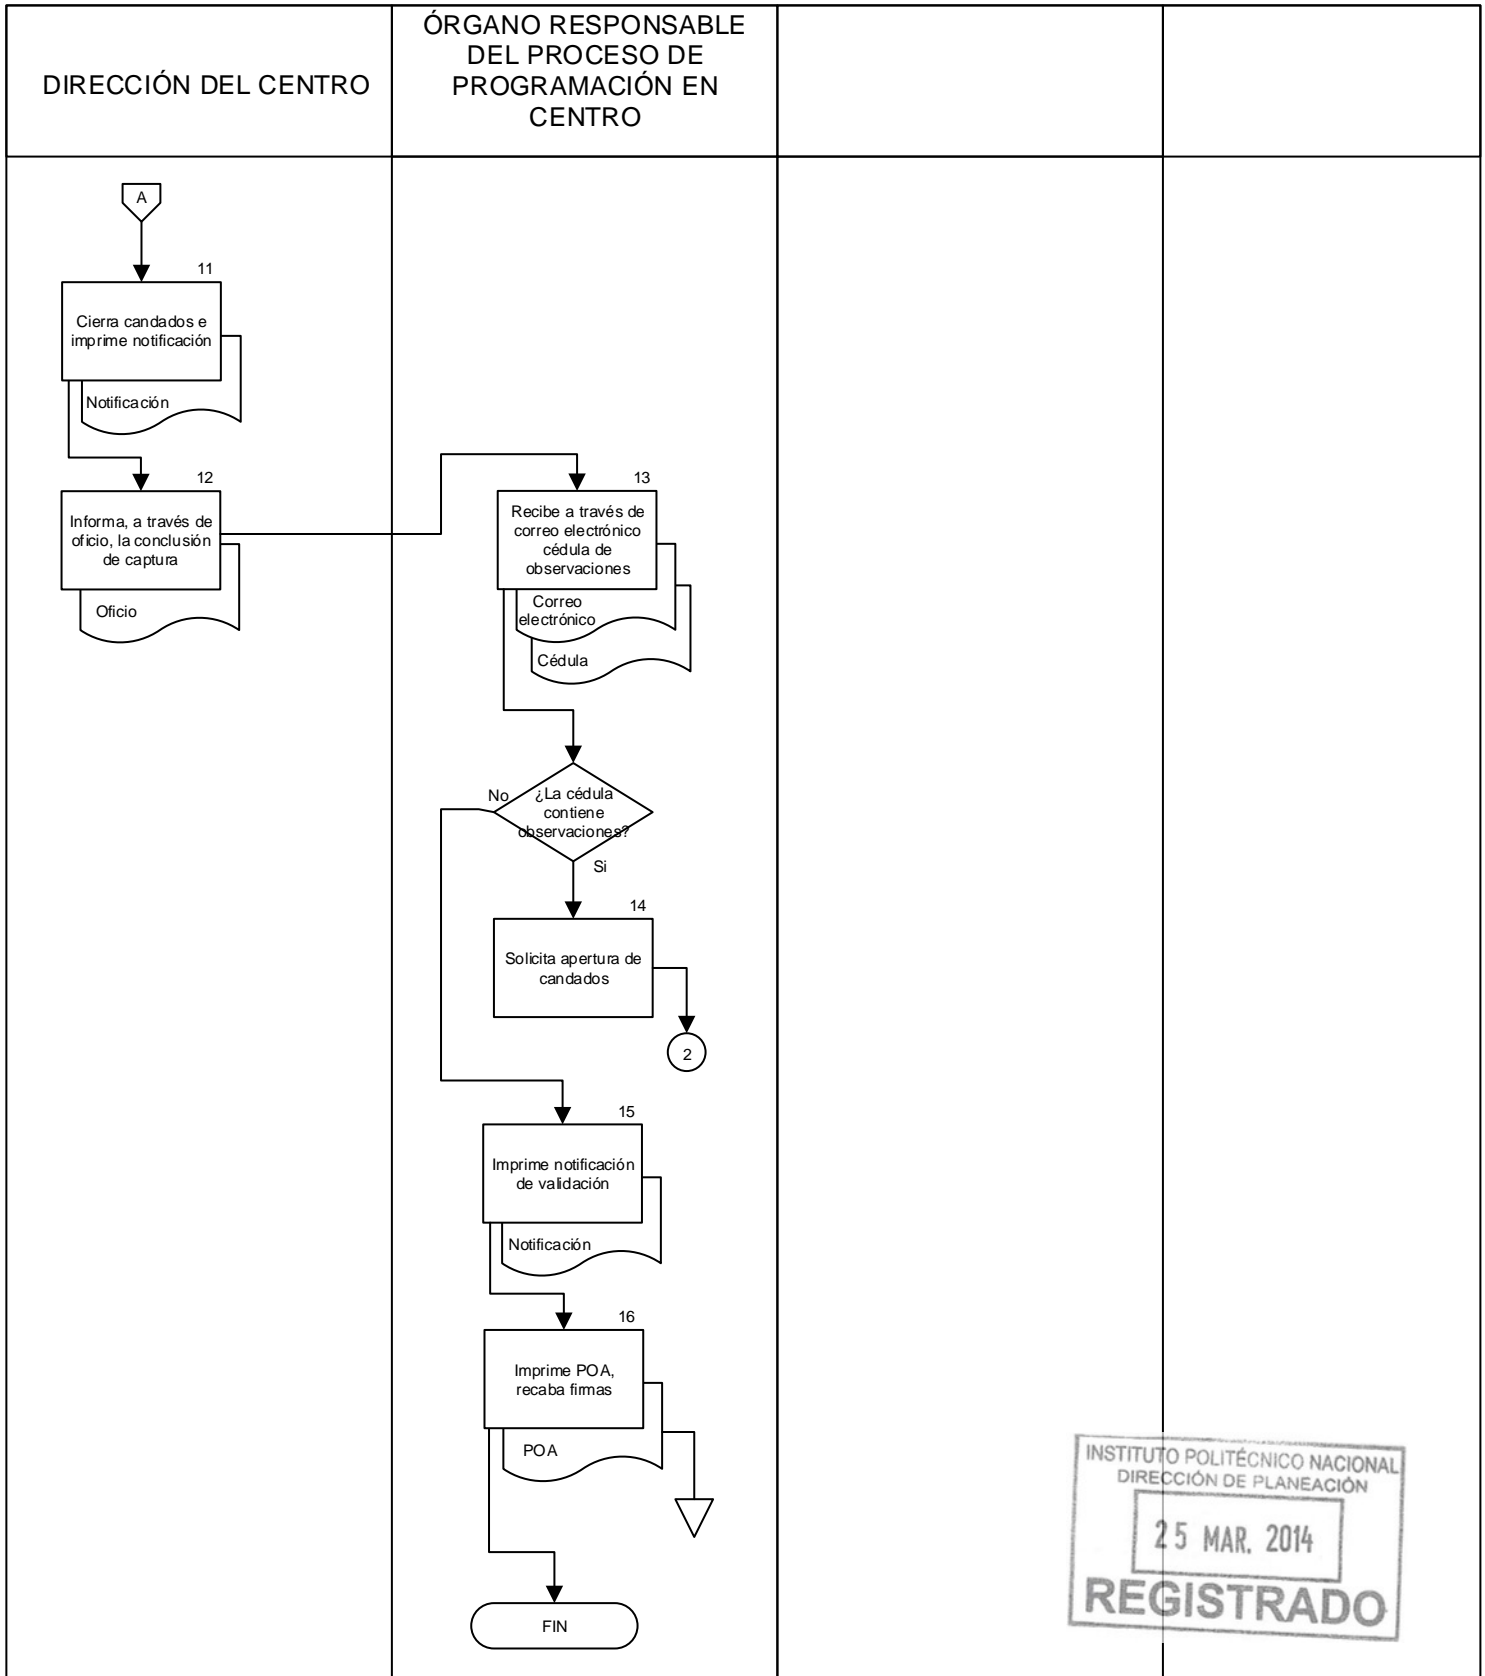 DIRECCIÓN DEL CENTRO
ÓRGANO RESPONSABLE
DEL PROCESO DE
PROGRAMACIÓN EN
CENTRO
A
11
Cierra candados e
imprime notificación
Notificación
12
Informa, a través de
oficio, la conclusión
de captura
Oficio
13
Recibe a través de
correo electrónico
cédula de
observaciones
Correo
electrónico
Cédula
¿La cédula
contiene
observaciones?
No
Si
14
Solicita apertura de
candados
2
15
Imprime notificación
de validación
Notificación
16
Imprime POA,
recaba firmas
POA
FIN
INSTITUTO POLITÉCNICO NACIONAL
DIRECCIÓN DE PLANEACIÓN
25 MAR. 2014
REGISTRADO